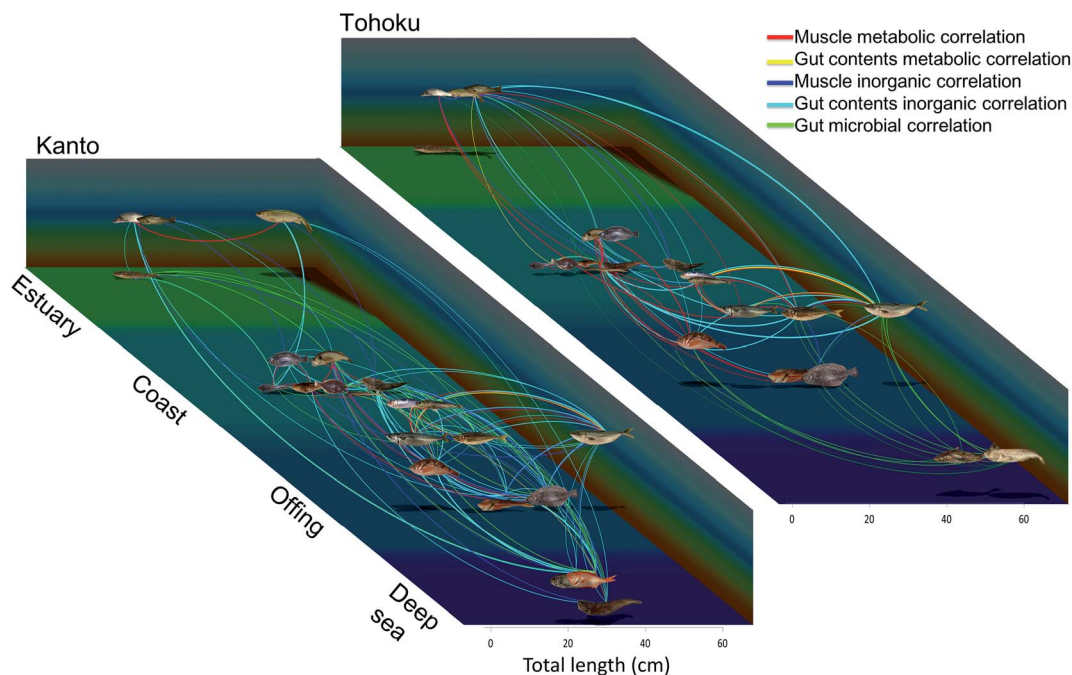 Tohoku
Muscle metabolic correlation
Gut contents metabolic correlation
Muscle inorganic correlation
Gut contents inorganic correlation
Gut microbial correlation
Kanto
Estuary
Coast
Offing
Deep
sea
0 20 40 60
0 20 40 60
Total length (cm)